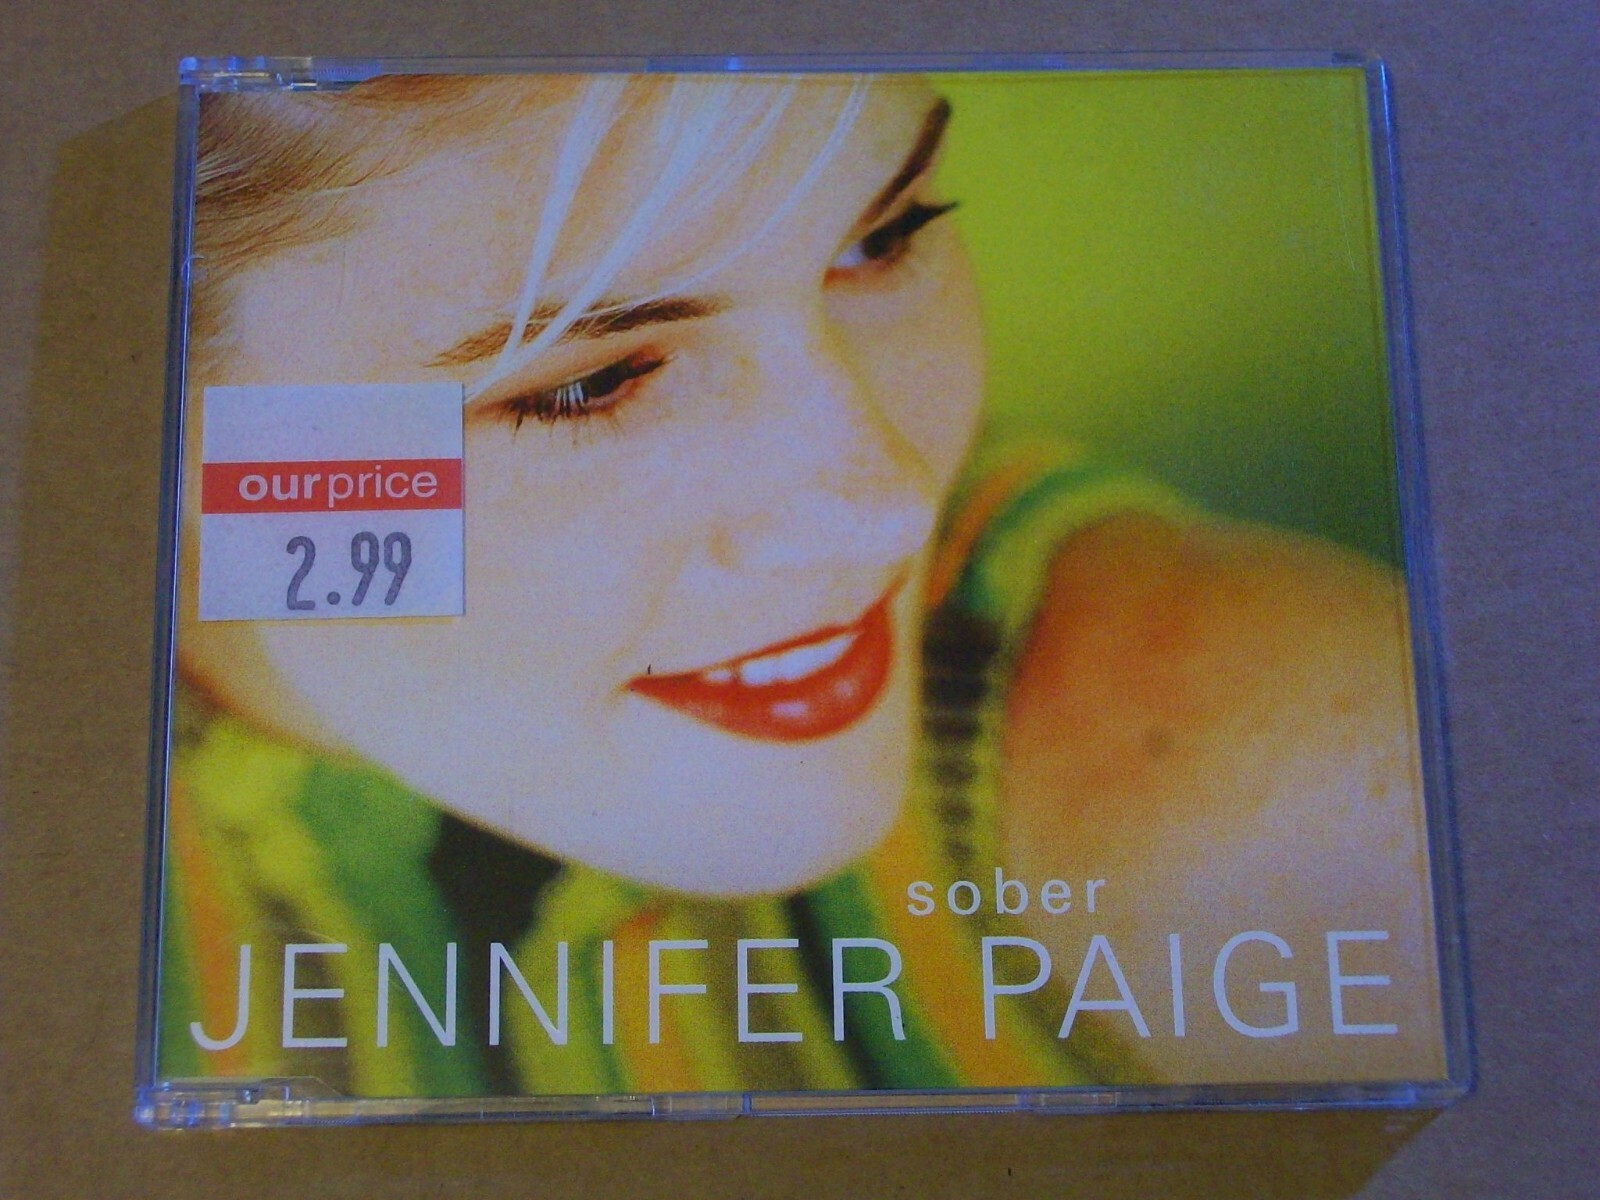 ourprice
2.99
sober
JENNIFER PAIGE